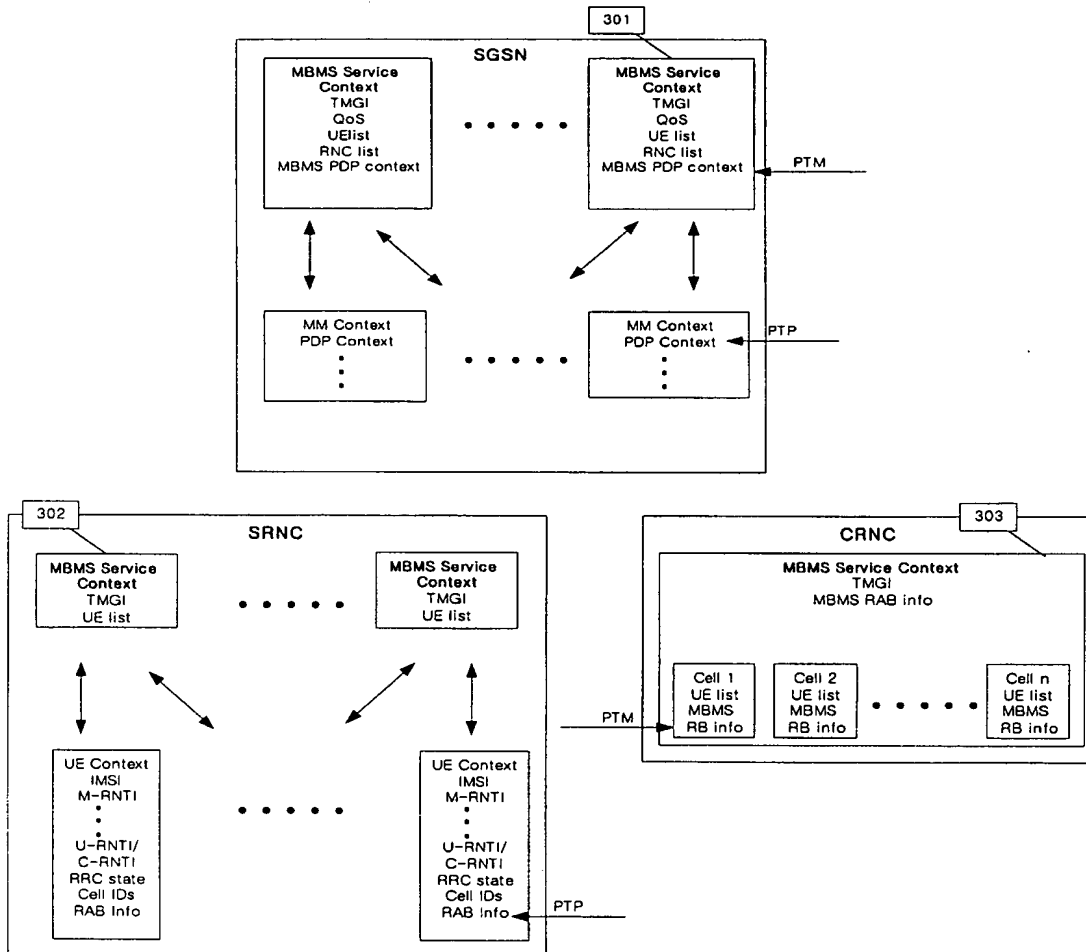 301
SGSN
MBMS Service
Context
TMGI
QoS
UElist
RNC list
MBMS PDP context
MBMS Service
Context
TMGI
QoS
UE list
RNC list
MBMS PDP context
PTM
MM Context
PDP Context
MM Context
PDP Context
PTP
302
SRNC
MBMS Service
Context
TMGI
UE list
MBMS Service
Context
TMGI
UE list
UE Context
IMSI
M-RNTI
U-RNTI/
C-RNTI
RRC state
Cell IDs
RAB Info
UE Context
IMSI
M-RNTI
U-RNTI/
C-RNTI
RRC state
Cell IDs
RAB Info
PTP
303
CRNC
MBMS Service Context
TMGI
MBMS RAB info
Cell 1
UE list
MBMS
RB info
Cell 2
UE list
MBMS
RB info
Cell n
UE list
MBMS
RB info
PTM